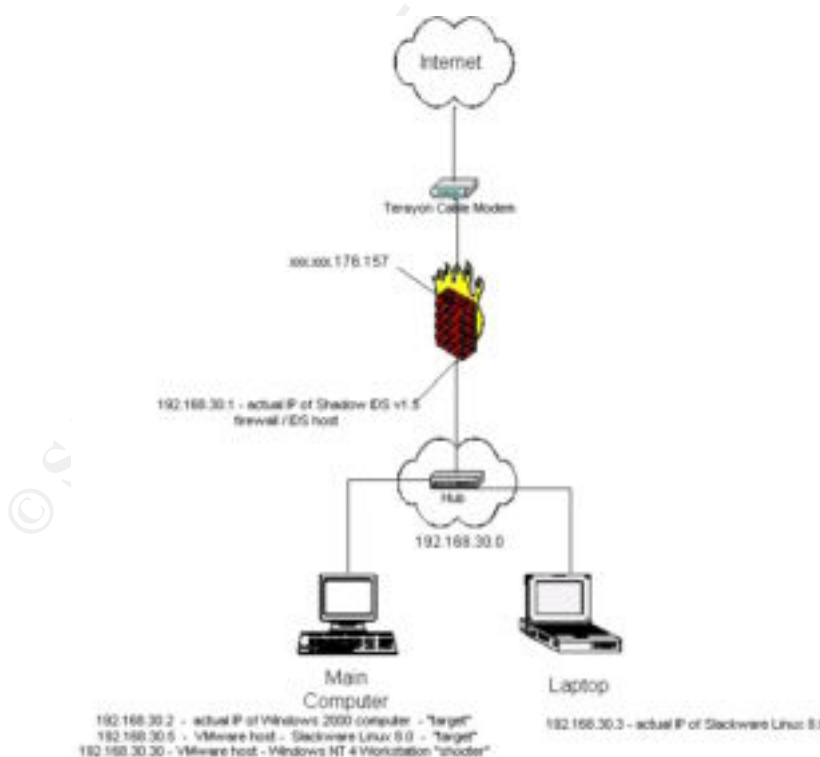 Internet
Terayon Cable Modem
xxx.xxx.176.157
192.168.30.1 - actual IP of Shadow IDS v1.5
firewall / IDS host
Hub
192.168.30.0
Main
Computer
Laptop
192.168.30.2 - actual IP of Windows 2000 computer - "target"
192.168.30.3 - actual IP of Slackware Linux 8.
192.168.30.5 - VMware host - Slackware Linux 8.0 - "target"
192.168.30.30 - VMware host - Windows NT 4 Workstation "shooter"
©